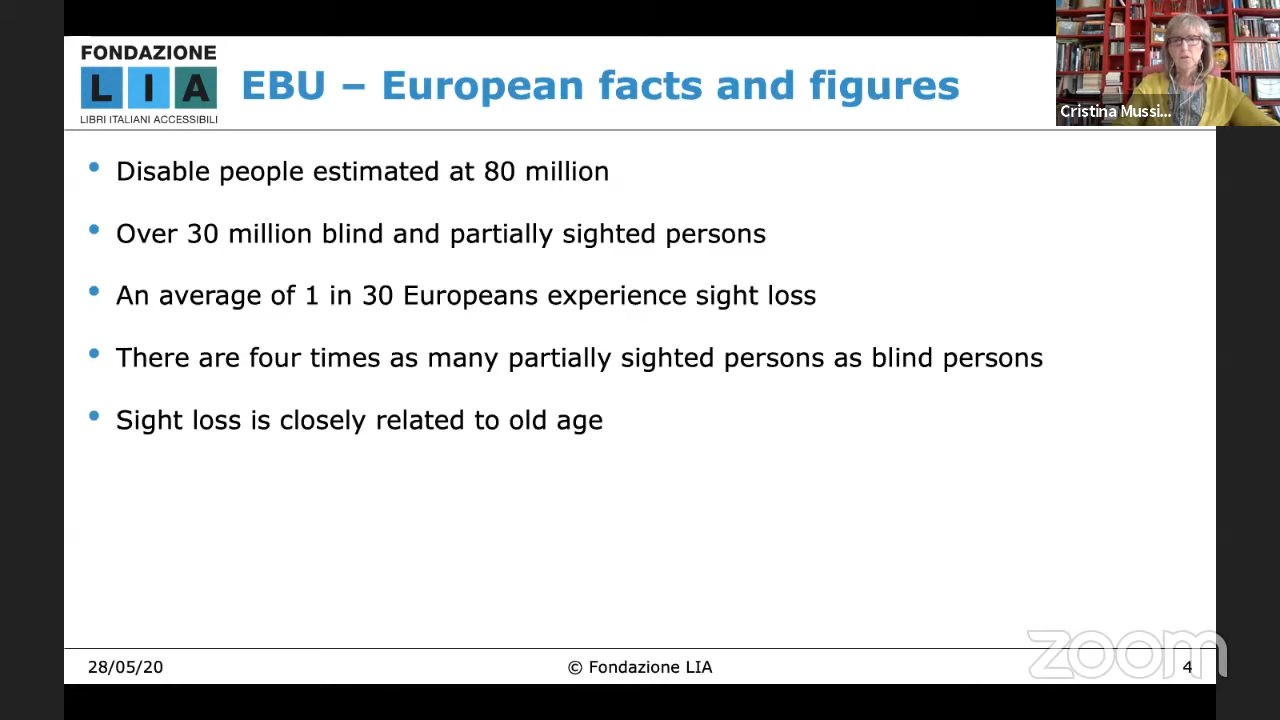 FONDAZIONE
LIA
LIBRI ITALIANI ACCESSIBILI
EBU – European facts and figures
Cristina Mussi...
• Disable people estimated at 80 million
• Over 30 million blind and partially sighted persons
• An average of 1 in 30 Europeans experience sight loss
• There are four times as many partially sighted persons as blind persons
• Sight loss is closely related to old age
zoom
28/05/20
© Fondazione LIA
4